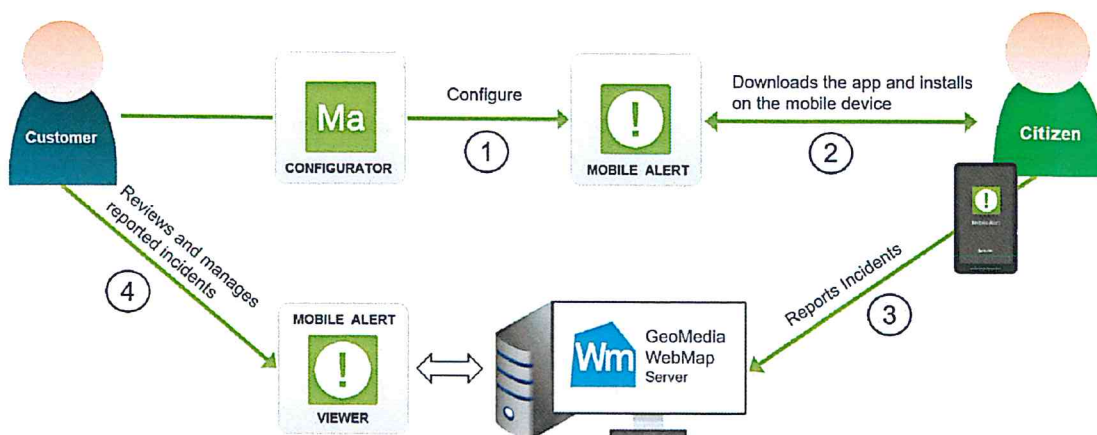 Customer
Ma
CONFIGURATOR
Configure
1
MOBILE ALERT
Downloads the app and installs
on the mobile device
2
Citizen
Reviews and manages
reported incidents
4
MOBILE ALERT
VIEWER
Wm
GeoMedia
WebMap
Server
Reports Incidents
3